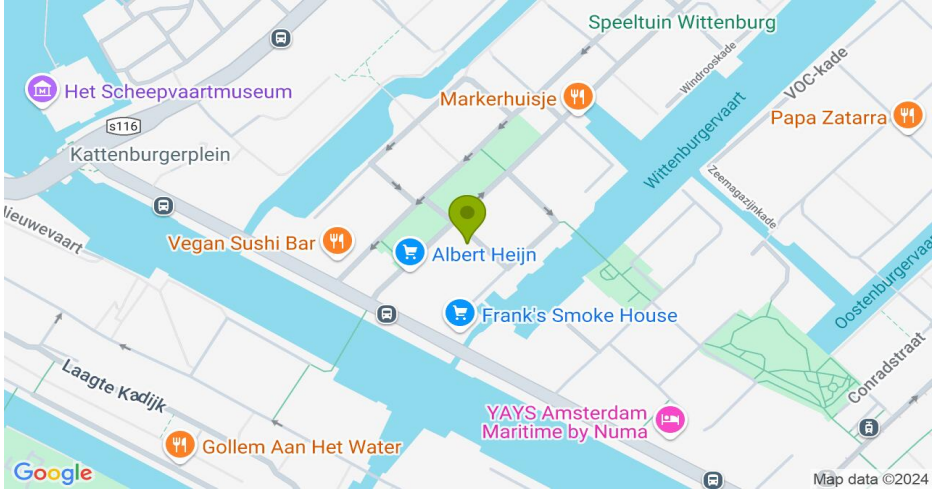 Speeltuin Wittenburg
Windrooskade
VOC-kade
Het Scheepvaartmuseum
Markerhuisje
Papa Zatarra
s116
Kattenburgerplein
Wittenburgervaart
Zeemagazijnkade
Nieuwevaart
Vegan Sushi Bar
Albert Heijn
Oostenburgervaart
Frank's Smoke House
Conradstraat
Laagte Kadijk
YAYS Amsterdam
Maritime by Numa
Gollem Aan Het Water
Google
Map data ©2024